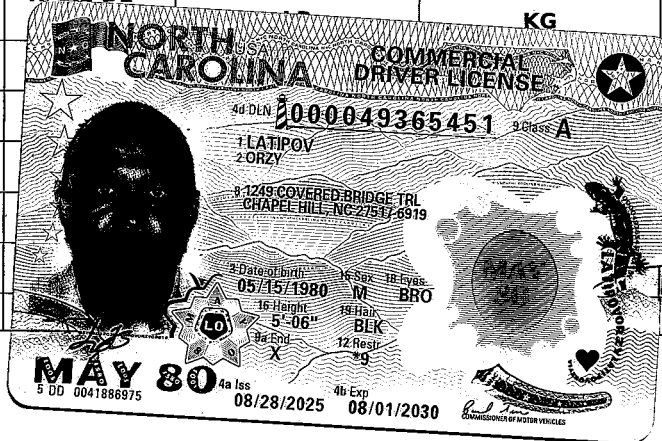 KG
NORTH USA
CAROLINA
COMMERCIAL
DRIVER LICENSE
4d DLN 000049365451 9 Class A
1 LATIPOV
2 ORZY
8 1249 COVERED BRIDGE TRL
CHAPEL HILL, NC 27517-6919
3 Date of birth
05/15/1980
15 Sex
M
18 Eyes
BRO
16 Height
5'-06"
19 Hair
BLK
9a End
X
12 Restr
*9
LO
MAY 80
MAY
80
5 DD 0041886975
4a Iss
08/28/2025
4b Exp
08/01/2030
COMMISSIONER OF MOTOR VEHICLES